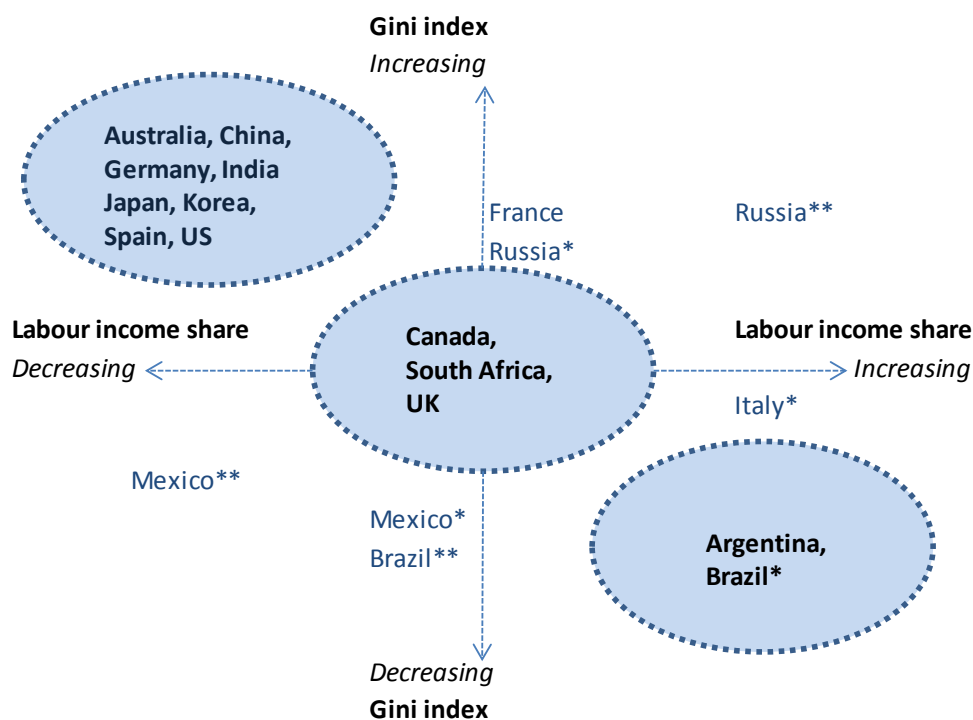 Gini index
Increasing
Australia, China,
Germany, India
Japan, Korea,
Spain, US
France
Russia*
Russia**
Labour income share
Decreasing
Canada,
South Africa,
UK
Labour income share
Increasing
Italy*
Mexico**
Mexico*
Brazil**
Argentina,
Brazil*
Decreasing
Gini index